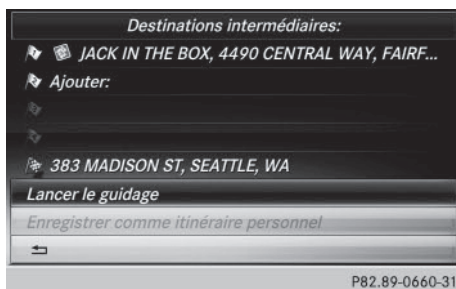 Destinations intermédiaires:
JACK IN THE BOX, 4490 CENTRAL WAY, FAIRF...
Ajouter:
383 MADISON ST, SEATTLE, WA
Lancer le guidage
Enregistrer comme itinéraire personnel
P82.89-0660-31